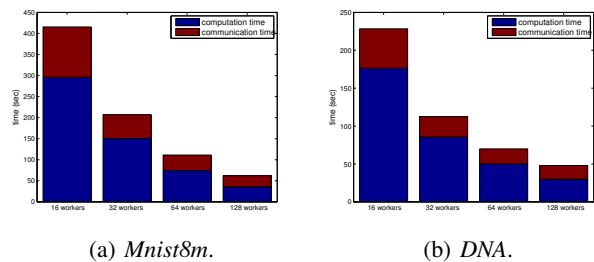 450
400
350
300
250
200
150
100
50
0
time (sec)
computation time
communication time
16 workers 32 workers 64 workers 128 workers
(a) Mnist8m.
250
200
150
100
50
0
time (sec)
computation time
communication time
16 workers 32 workers 64 workers 128 workers
(b) DNA.